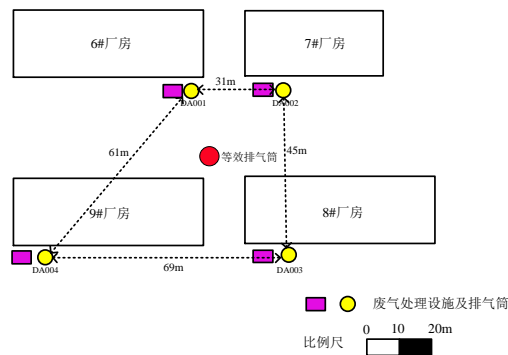 6#厂房
7#厂房
31m
DA001
DA002
61m
等效排气筒
45m
9#厂房
8#厂房
DA004
69m
DA003
废气处理设施及排气筒
比例尺
0 10 20m